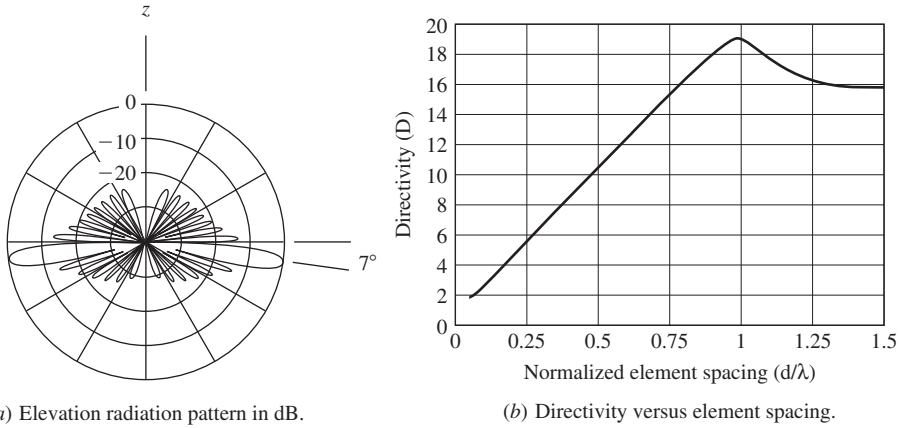 z
0
−10
−20
7°
a) Elevation radiation pattern in dB.
20
18
16
14
12
10
8
6
4
2
0
Directivity (D)
0 0.25 0.5 0.75 1 1.25 1.5
Normalized element spacing (d/λ)
(b) Directivity versus element spacing.